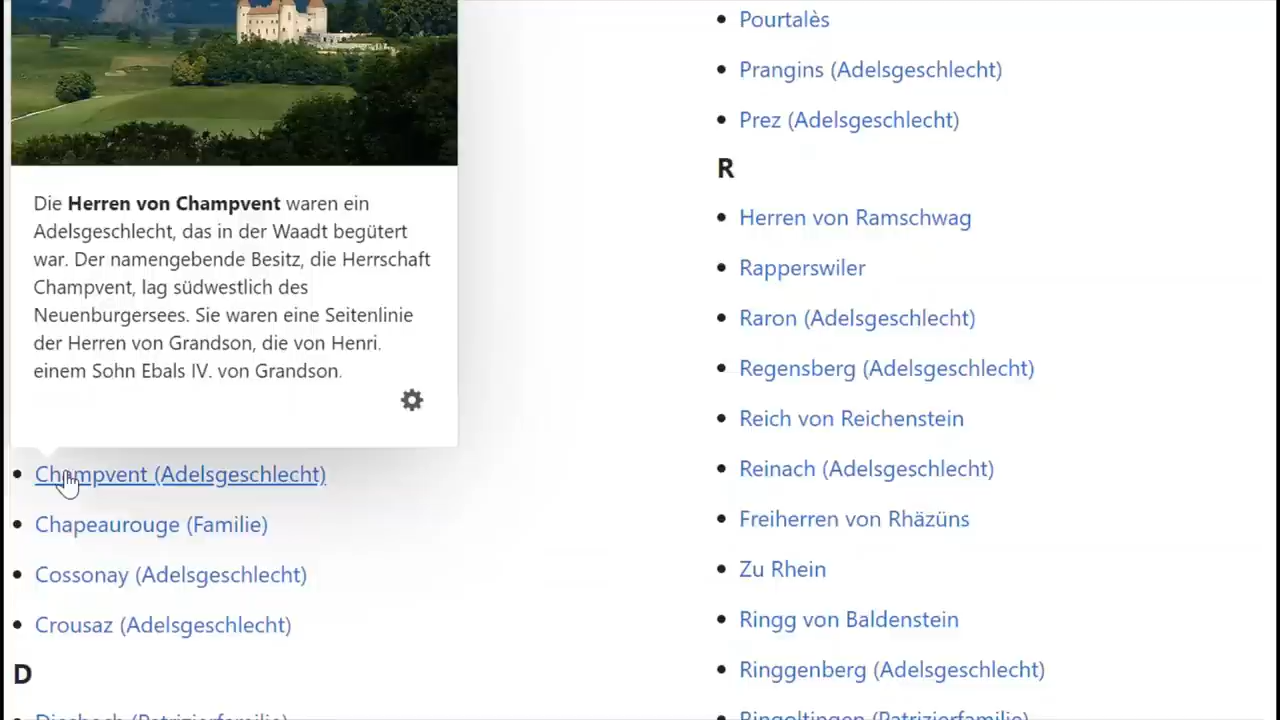 Die Herren von Champvent waren ein
Adelsgeschlecht, das in der Waadt begütert
war. Der namengebende Besitz, die Herrschaft
Champvent, lag südwestlich des
Neuenburgersees. Sie waren eine Seitenlinie
der Herren von Grandson, die von Henri.
einem Sohn Ebals IV. von Grandson.
Champvent (Adelsgeschlecht)
Chapeaurouge (Familie)
Cossonay (Adelsgeschlecht)
Crousaz (Adelsgeschlecht)
D
Diesbach (Patrizierfamilie)
Pourtalès
Prangins (Adelsgeschlecht)
Prez (Adelsgeschlecht)
R
Herren von Ramschwag
Rapperswiler
Raron (Adelsgeschlecht)
Regensberg (Adelsgeschlecht)
Reich von Reichenstein
Reinach (Adelsgeschlecht)
Freiherren von Rhäzüns
Zu Rhein
Ringg von Baldenstein
Ringgenberg (Adelsgeschlecht)
Ringoltingen (Patrizierfamilie)